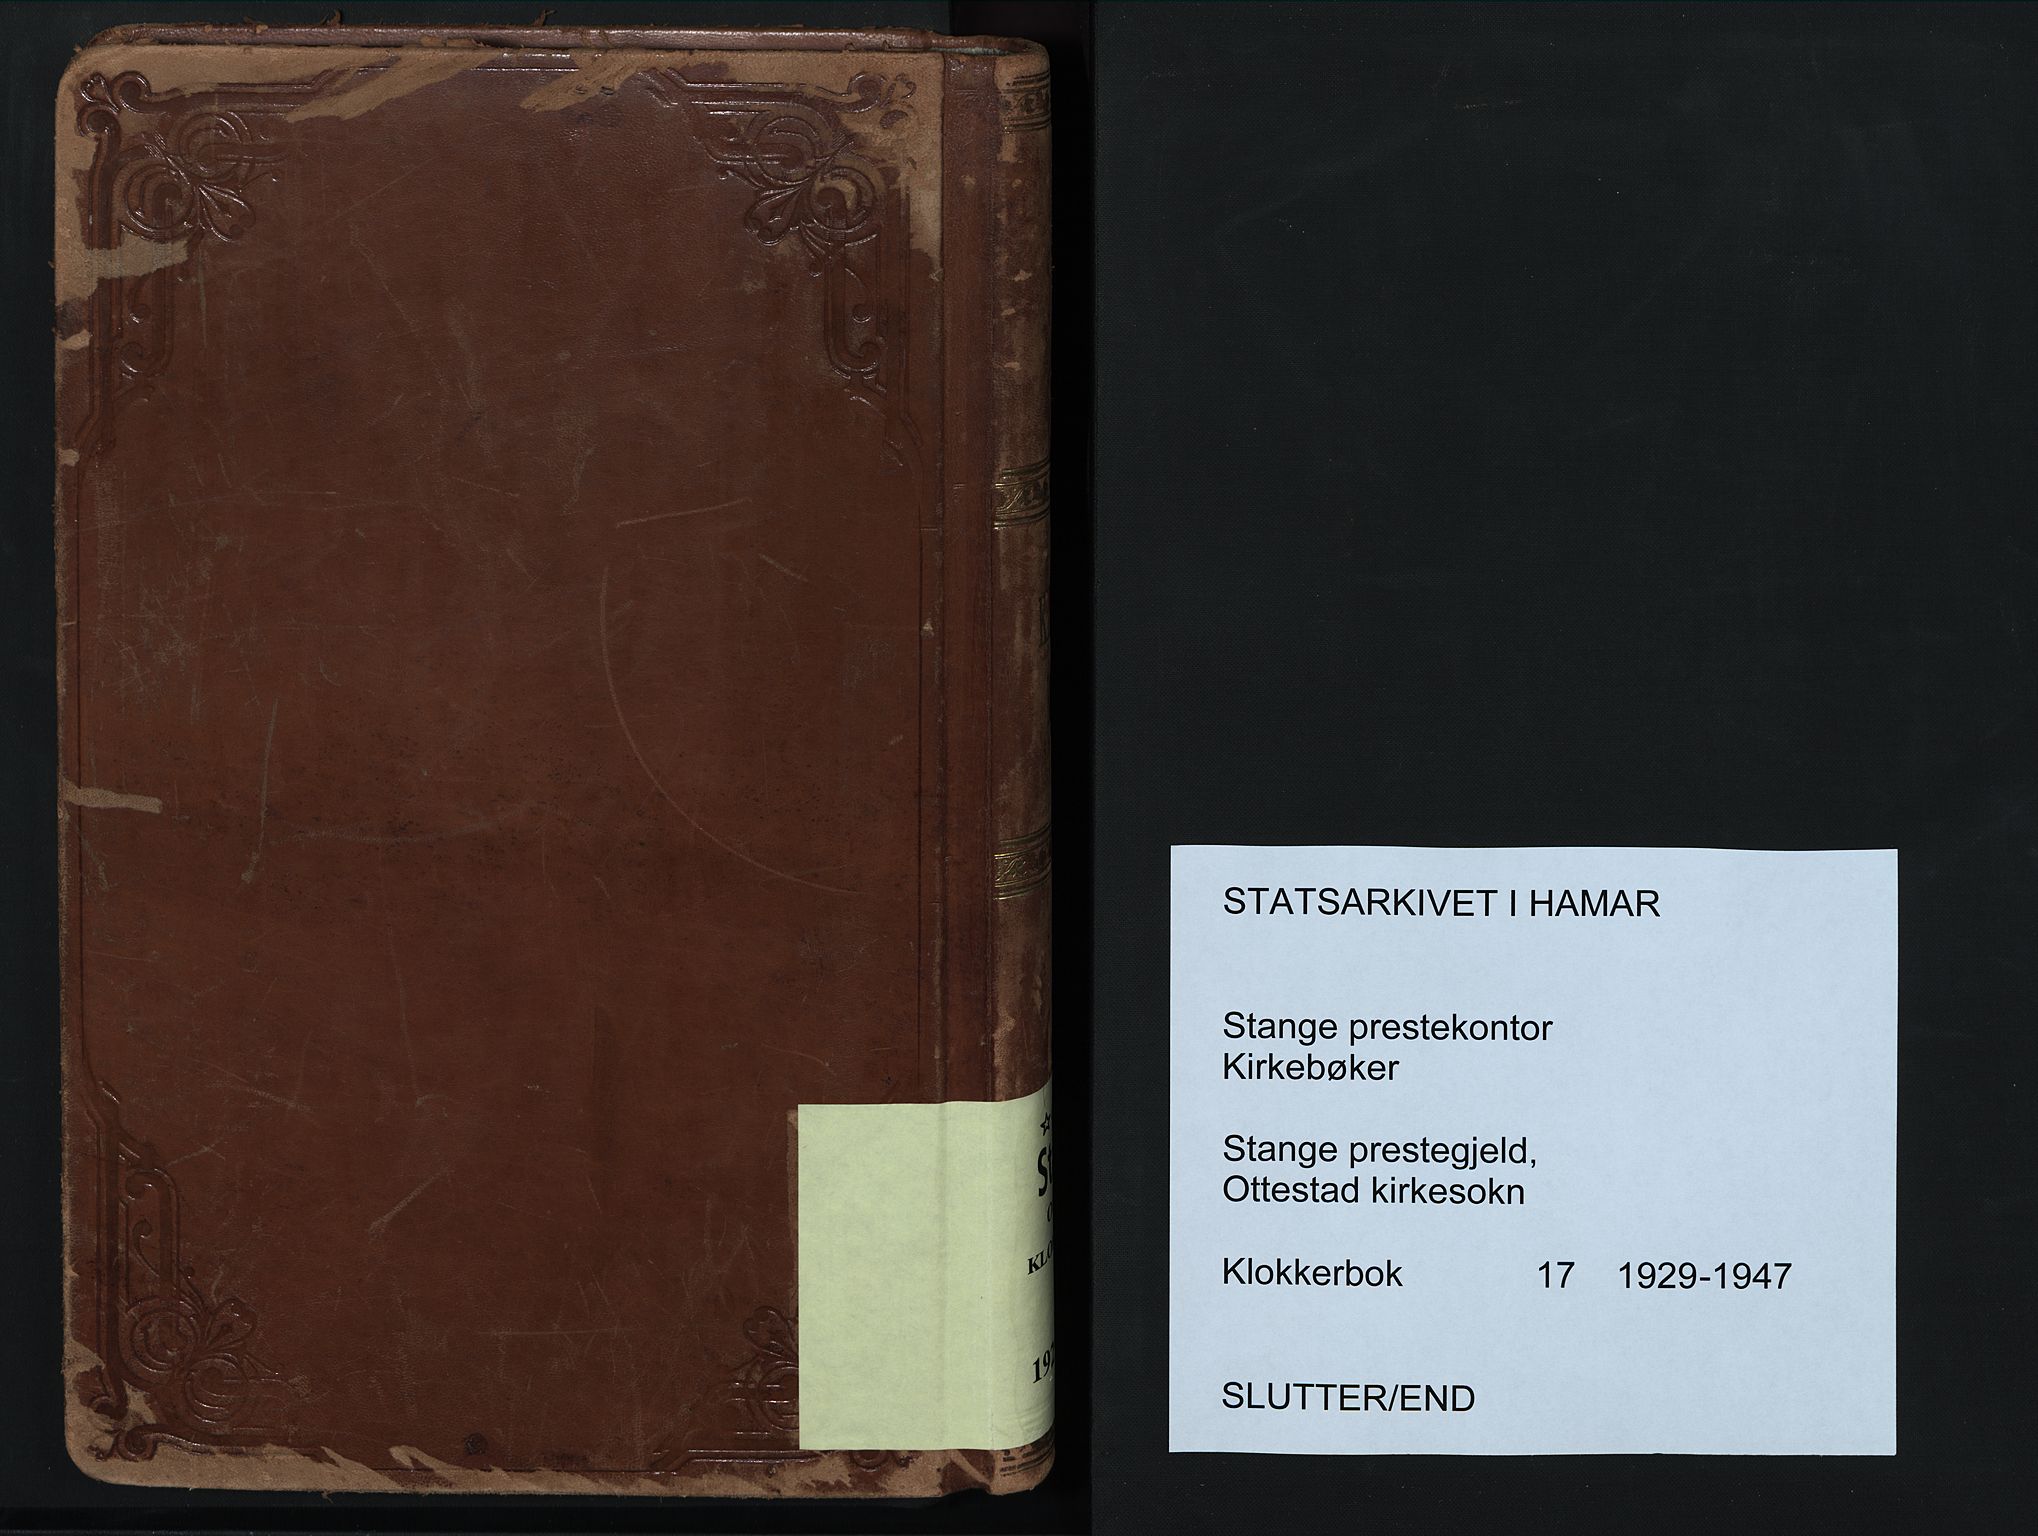 STATSARKIVET I HAMAR
Stange prestekontor
Kirkebøker
Stange prestegjeld,
Ottestad kirkesokn
Klokkerbok 17 1929-1947
SLUTTER/END